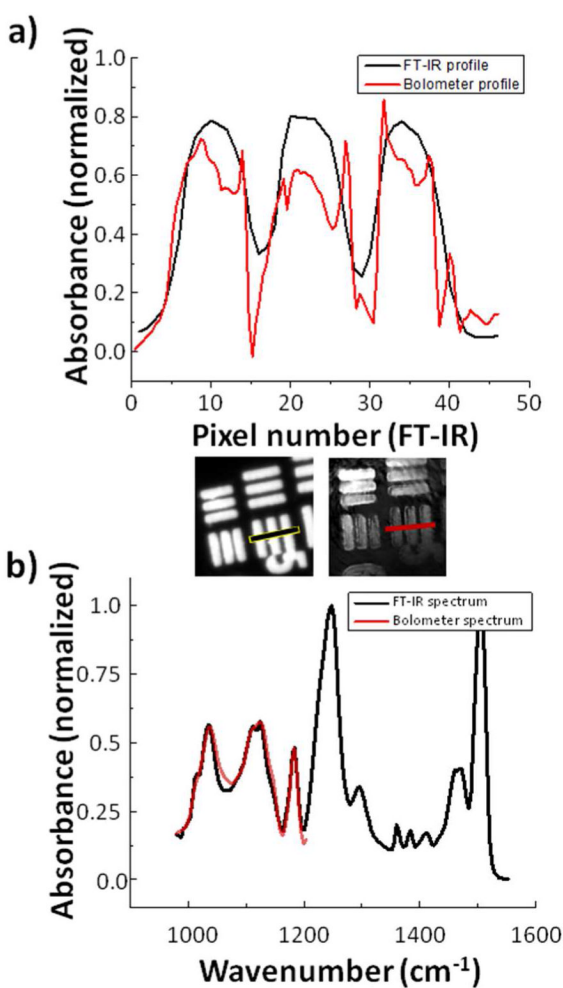 a)
Absorbance (normalized)
1.0
0.8
0.6
0.4
0.2
0.0
FT-IR profile
Bolometer profile
0 10 20 30 40 50
Pixel number (FT-IR)
5
b)
Absorbance (normalized)
1.0
0.75
0.5
0.25
0.0
FT-IR spectrum
Bolometer spectrum
1000 1200 1400 1600
Wavenumber (cm-1)